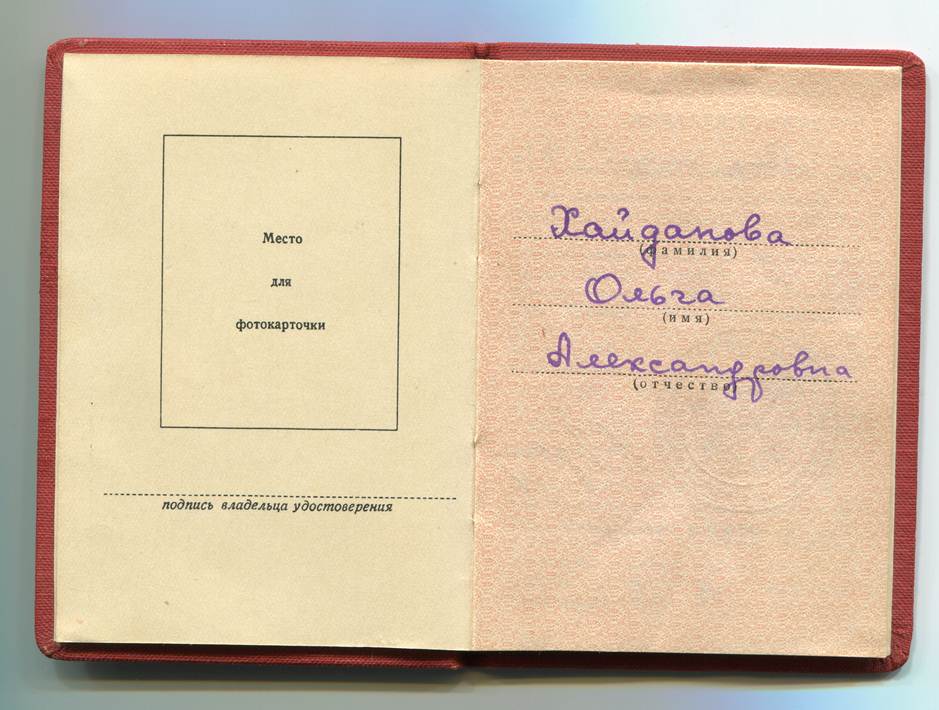 Место
для
фотокарточки
подпись владельца удостоверения
Хайданова
(фамилия)
Ольга
(имя)
Александровна
(отчество)